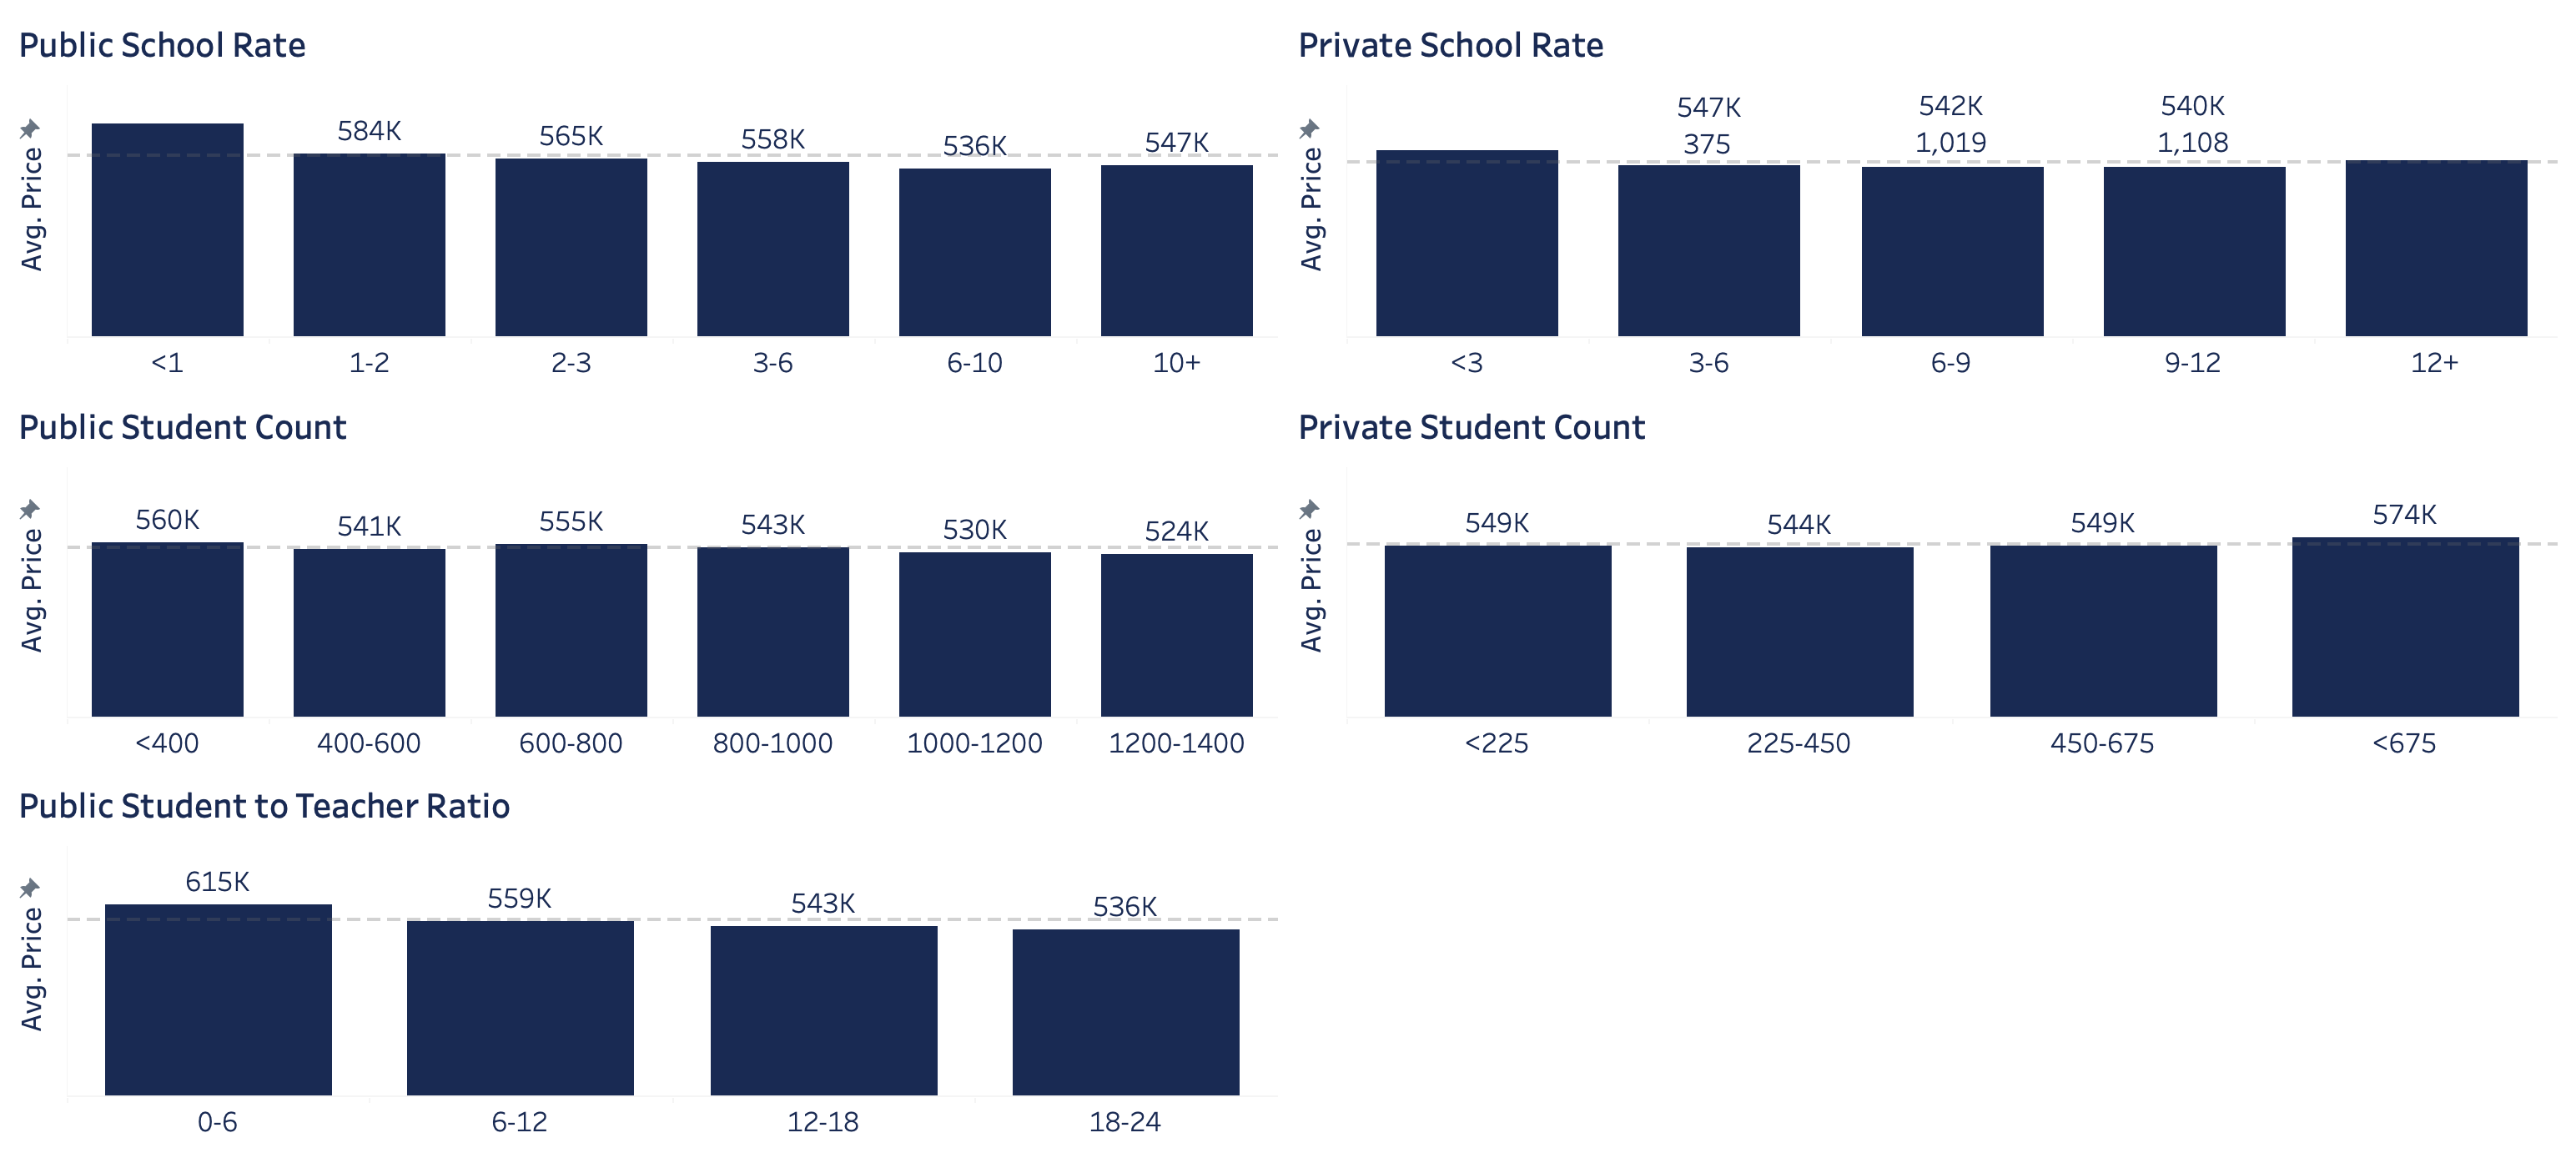 Public School Rate
Avg. Price
584K
565K
558K
536K
547K
<1
1-2
2-3
3-6
6-10
10+
Private School Rate
Avg. Price
547K
375
542K
1,019
540K
1,108
<3
3-6
6-9
9-12
12+
Public Student Count
Avg. Price
560K
541K
555K
543K
530K
524K
<400
400-600
600-800
800-1000
1000-1200
1200-1400
Private Student Count
Avg. Price
549K
544K
549K
574K
<225
225-450
450-675
<675
Public Student to Teacher Ratio
Avg. Price
615K
559K
543K
536K
0-6
6-12
12-18
18-24